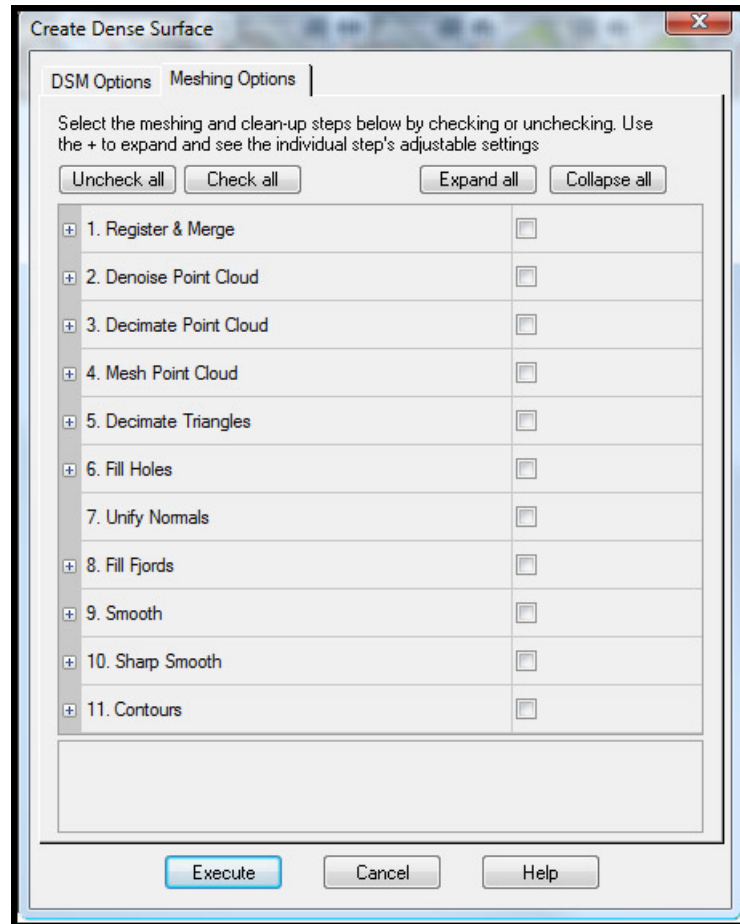 Create Dense Surface
DSM Options Meshing Options
Select the meshing and clean-up steps below by checking or unchecking. Use
the + to expand and see the individual step's adjustable settings
Uncheck all Check all Expand all Collapse all
1. Register & Merge
2. Denoise Point Cloud
3. Decimate Point Cloud
4. Mesh Point Cloud
5. Decimate Triangles
6. Fill Holes
7. Unify Normals
8. Fill Fjords
9. Smooth
10. Sharp Smooth
11. Contours
Execute Cancel Help